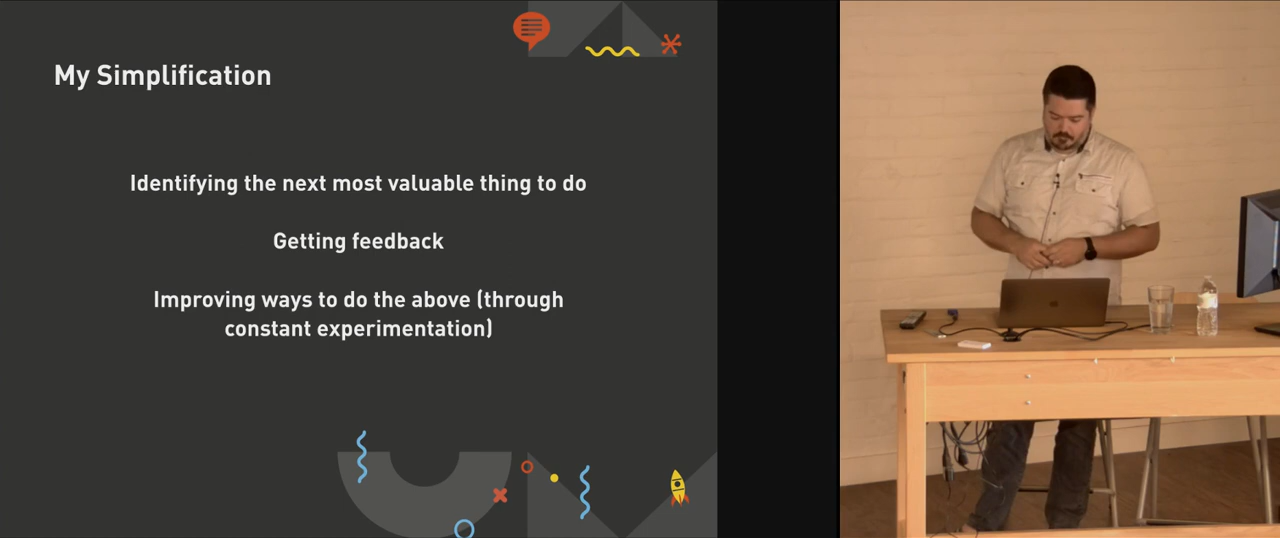 My Simplification
Identifying the next most valuable thing to do
Getting feedback
Improving ways to do the above (through
constant experimentation)